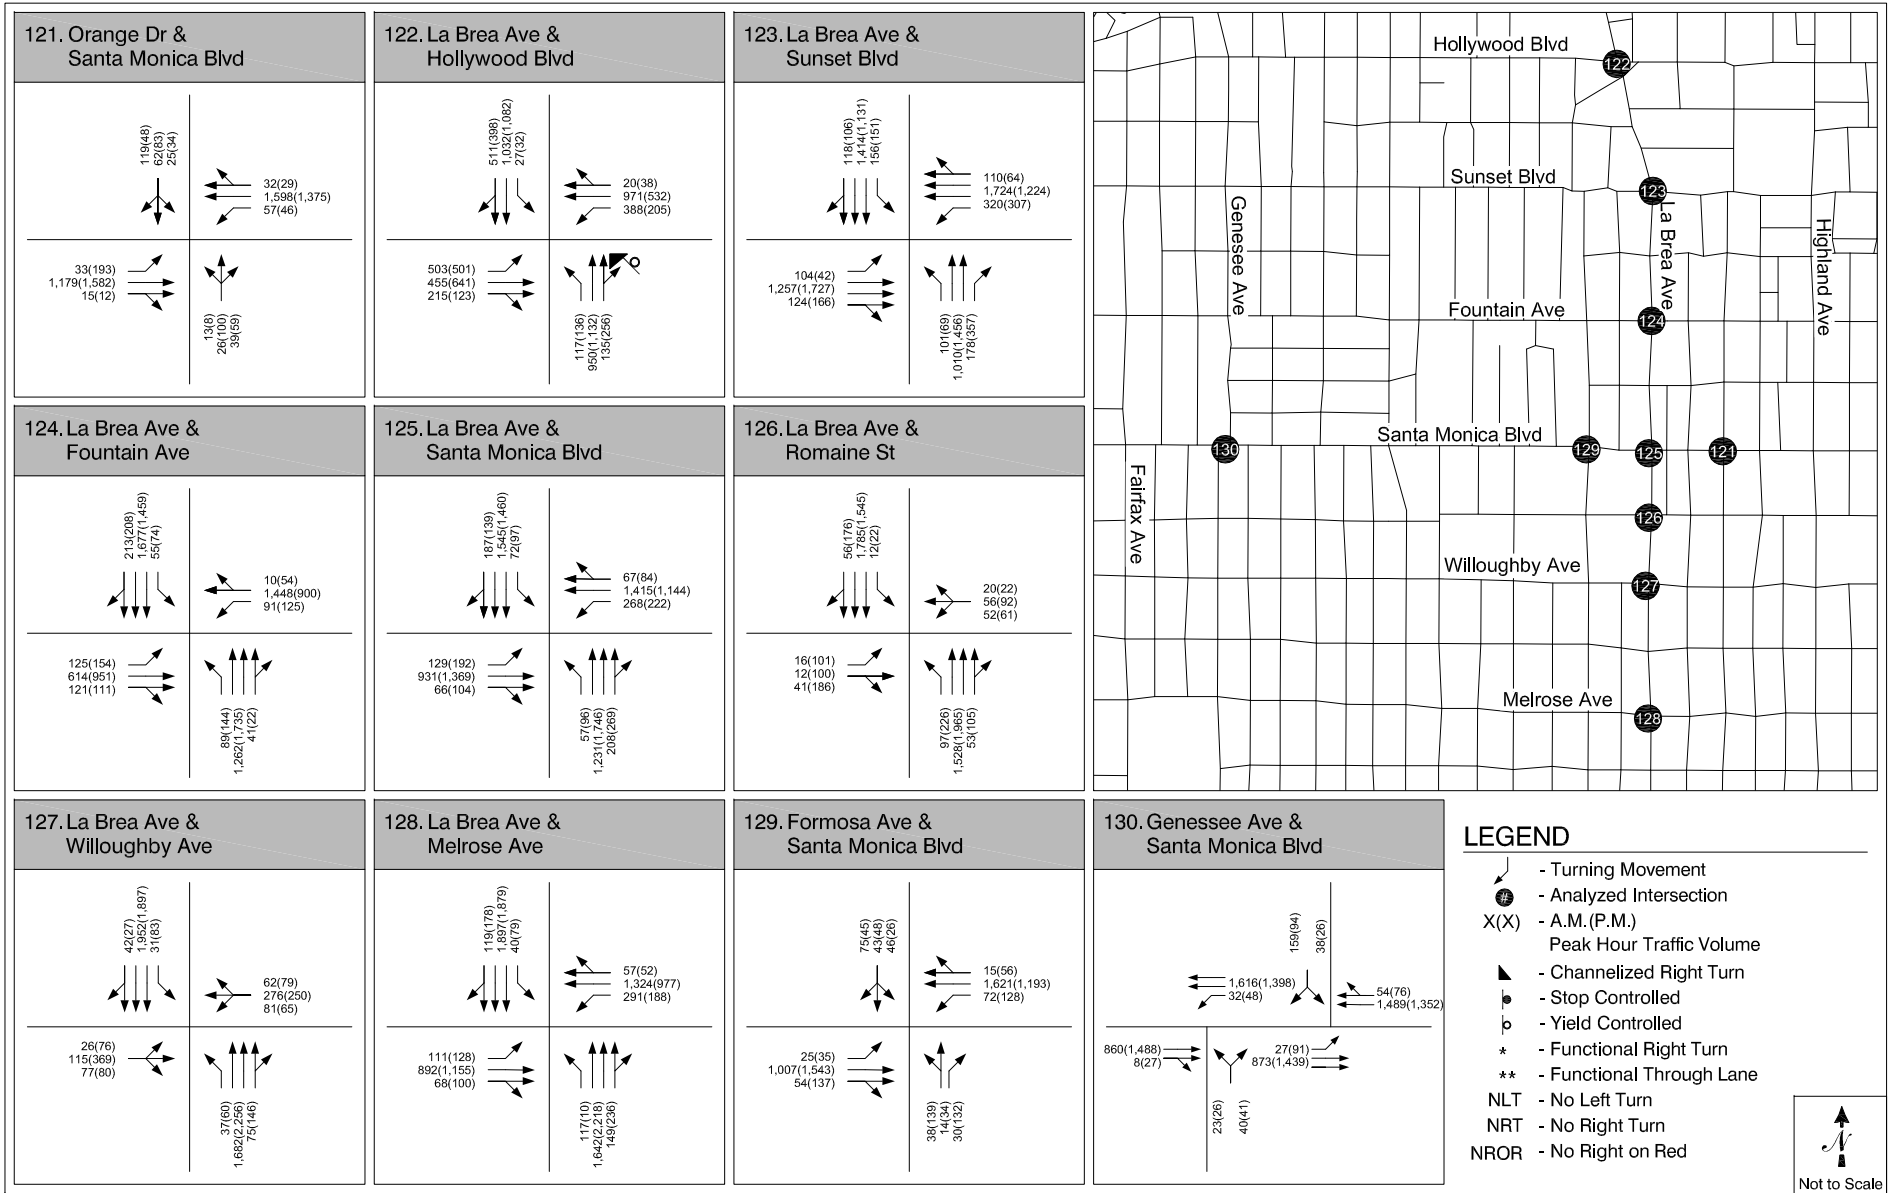 121. Orange Dr &
Santa Monica Blvd
119(48)
62(83)
25(34)
32(29)
1,598(1,375)
57(46)
33(193)
1,179(1,582)
15(12)
13(8)
26(100)
39(59)
122. La Brea Ave &
Hollywood Blvd
511(398)
1,032(1,082)
27(32)
20(38)
971(532)
388(205)
503(501)
455(641)
215(123)
117(136)
950(1,132)
135(256)
123. La Brea Ave &
Sunset Blvd
118(106)
1,414(1,131)
156(151)
110(64)
1,724(1,224)
320(307)
104(42)
1,257(1,727)
124(166)
101(69)
1,010(1,456)
178(357)
124. La Brea Ave &
Fountain Ave
213(208)
1,677(1,459)
55(74)
10(54)
1,448(900)
91(125)
125(154)
614(951)
121(111)
89(144)
1,262(1,735)
41(22)
125. La Brea Ave &
Santa Monica Blvd
187(139)
1,545(1,460)
72(97)
67(84)
1,415(1,144)
268(222)
129(192)
931(1,369)
66(104)
57(96)
1,231(1,746)
208(269)
126. La Brea Ave &
Romaine St
56(176)
1,785(1,545)
12(22)
20(22)
56(92)
52(61)
16(101)
12(100)
41(186)
97(226)
1,528(1,965)
53(105)
127. La Brea Ave &
Willoughby Ave
42(27)
1,952(1,897)
31(83)
62(79)
276(250)
81(65)
26(76)
115(369)
77(80)
37(60)
1,682(2,256)
75(146)
128. La Brea Ave &
Melrose Ave
119(178)
1,897(1,879)
40(79)
57(52)
1,324(977)
291(188)
111(128)
892(1,155)
68(100)
117(10)
1,642(2,218)
149(236)
129. Formosa Ave &
Santa Monica Blvd
75(45)
43(48)
46(26)
15(56)
1,621(1,193)
72(128)
25(35)
1,007(1,543)
54(137)
38(139)
14(34)
30(132)
130. Genessee Ave &
Santa Monica Blvd
159(94)
38(26)
1,616(1,398)
32(48)
54(76)
1,489(1,352)
860(1,488)
8(27)
27(91)
873(1,439)
23(26)
40(41)
Hollywood Blvd
122
Sunset Blvd
123
Genesee Ave
La Brea Ave
Highland Ave
Fountain Ave
124
Santa Monica Blvd
130
129
125
121
Fairfax Ave
126
Willoughby Ave
127
Melrose Ave
128
LEGEND
- Turning Movement
# - Analyzed Intersection
X(X) - A.M.(P.M.)
Peak Hour Traffic Volume
- Channelized Right Turn
- Stop Controlled
- Yield Controlled
* - Functional Right Turn
** - Functional Through Lane
NLT - No Left Turn
NRT - No Right Turn
NROR - No Right on Red
N
Not to Scale